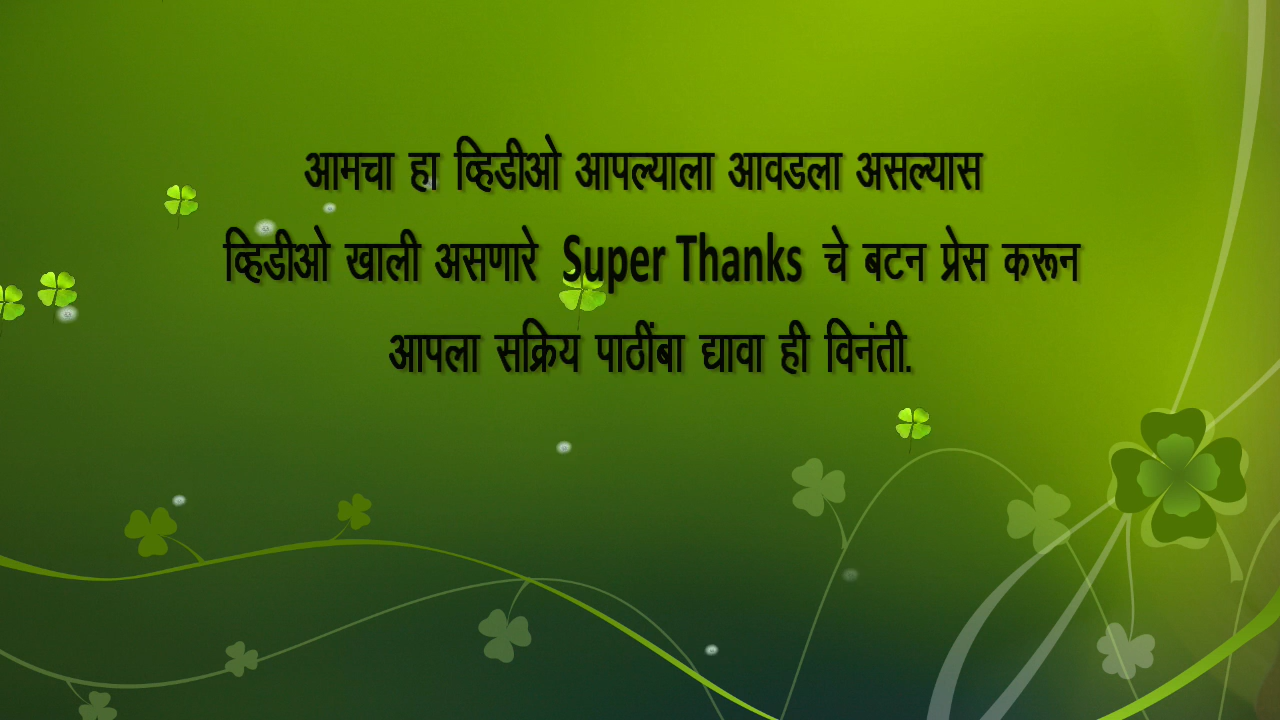 आमचा हा व्हिडीओ आपल्याला आवडला असल्यास
व्हिडीओ खाली असणारे Super Thanks चे बटन प्रेस करून
आपला सक्रिय पाठींबा द्यावा ही विनंती.